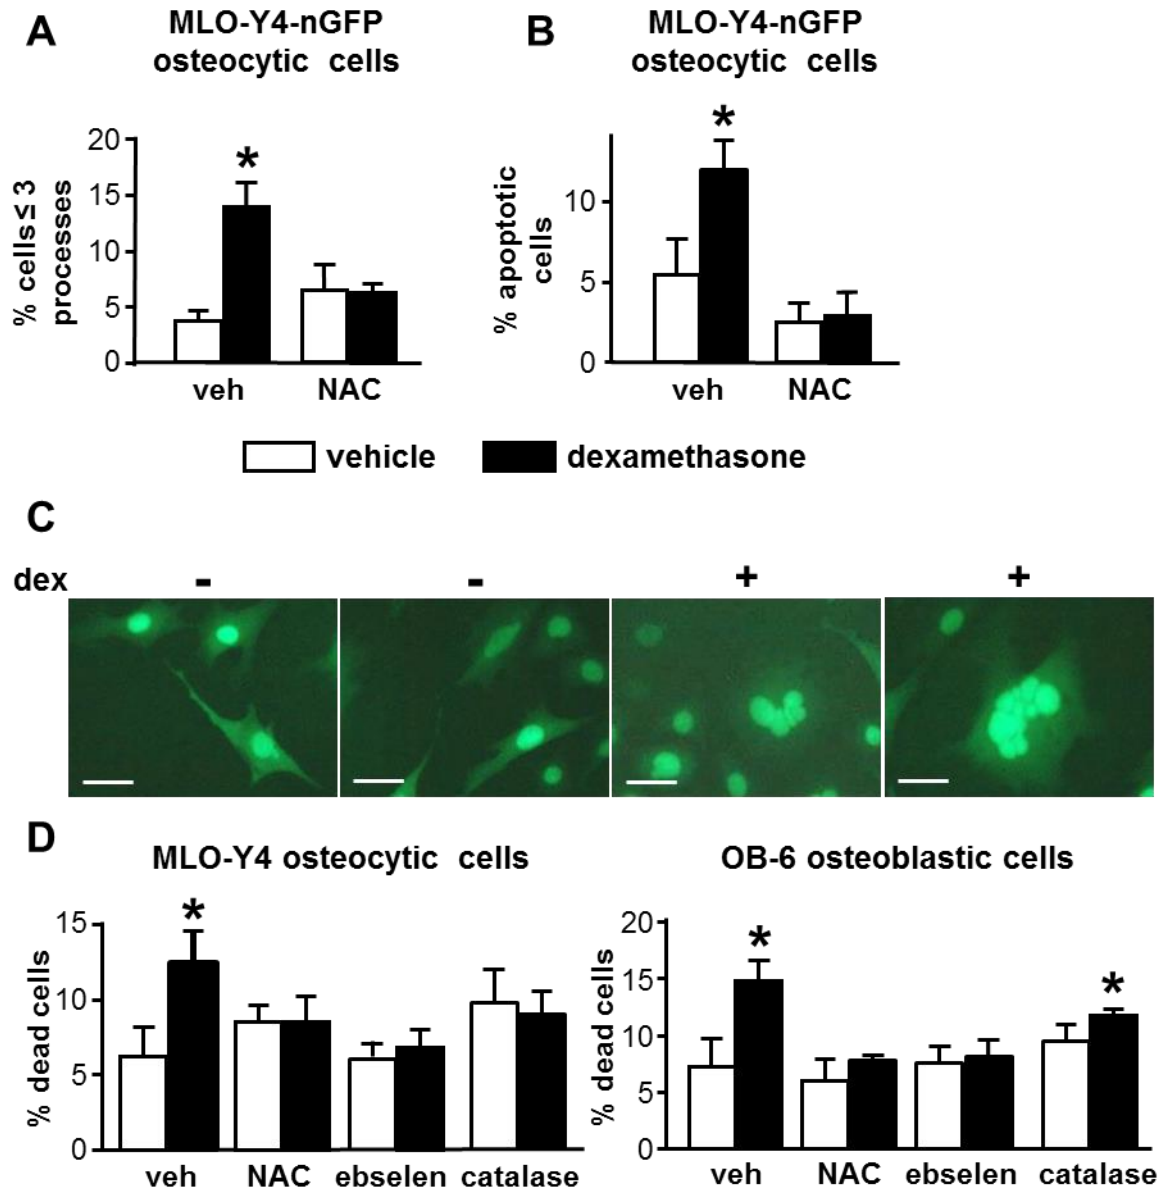 A
MLO-Y4-nGFP
osteocytic cells
% cells ≤ 3
processes
20
15
10
5
0
*
veh
NAC
B
MLO-Y4-nGFP
osteocytic cells
% apoptotic
cells
10
5
0
*
veh
NAC
vehicle
dexamethasone
C
dex
-
-
+
+
D
MLO-Y4 osteocytic cells
% dead cells
15
10
5
0
*
veh
NAC
ebselen
catalase
OB-6 osteoblastic cells
% dead cells
20
15
10
5
0
*
*
veh
NAC
ebselen
catalase